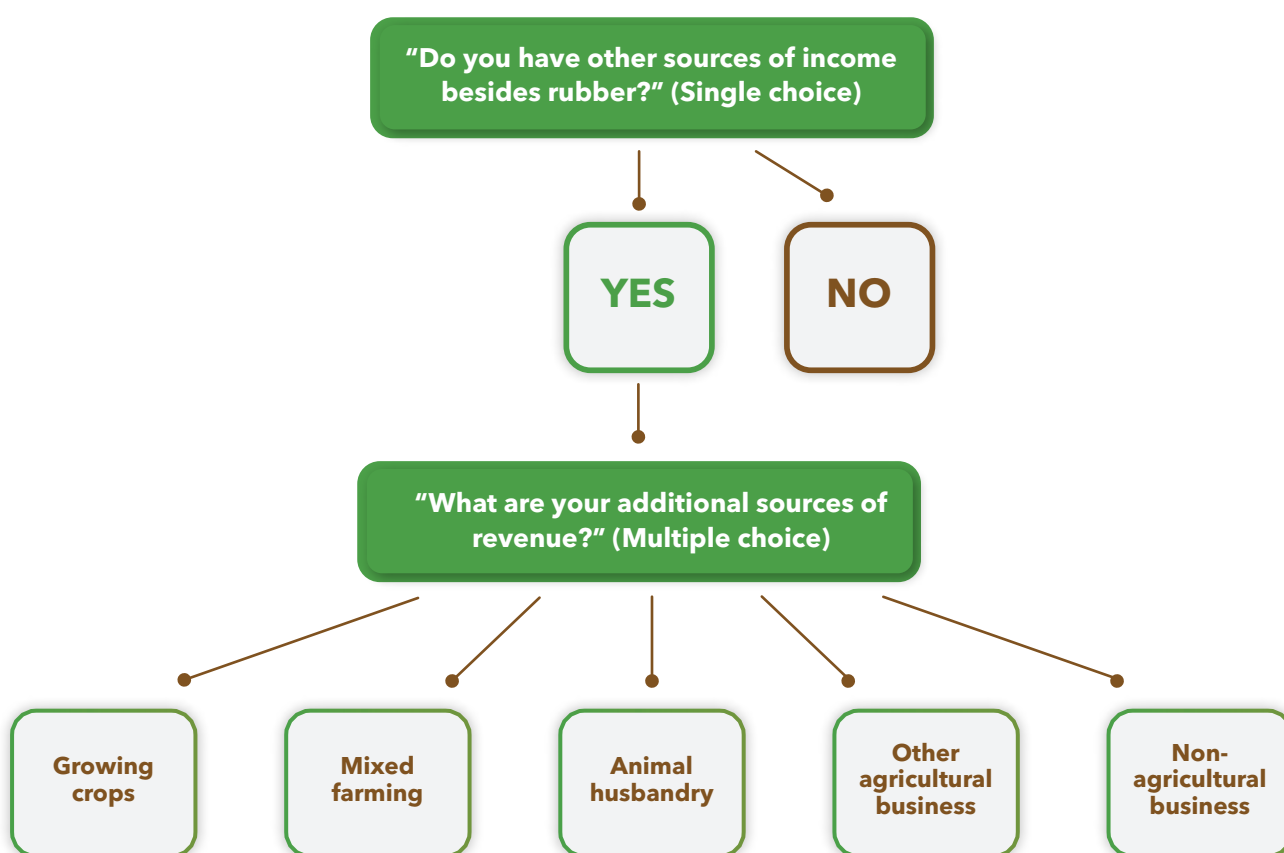 “Do you have other sources of income
besides rubber?” (Single choice)
YES
NO
“What are your additional sources of
revenue?” (Multiple choice)
Growing
crops
Mixed
farming
Animal
husbandry
Other
agricultural
business
Non-
agricultural
business